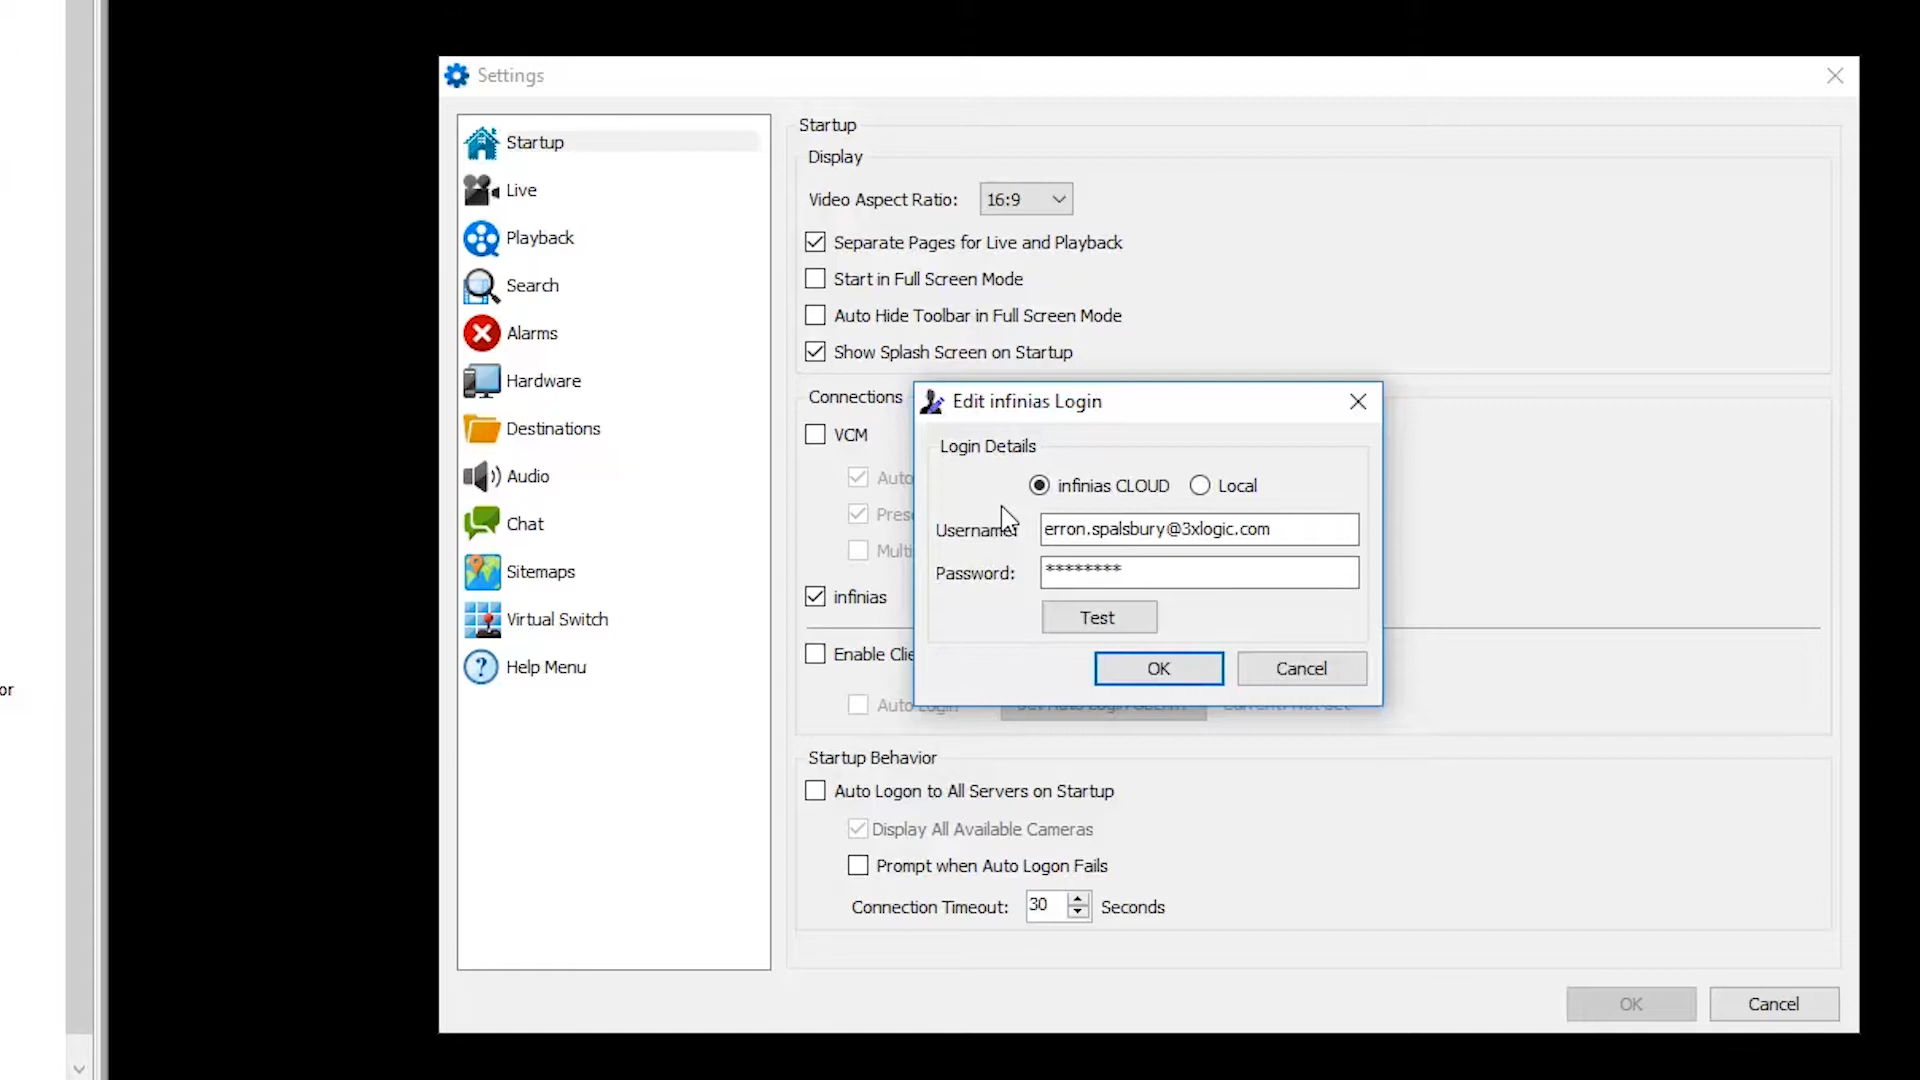 Settings
Startup
Live
Playback
Search
Alarms
Hardware
Destinations
Audio
Chat
Sitemaps
Virtual Switch
Help Menu
or
Startup
Display
Video Aspect Ratio: 16:9
Separate Pages for Live and Playback
Start in Full Screen Mode
Auto Hide Toolbar in Full Screen Mode
Show Splash Screen on Startup
Connections
VCM
Auto
Pres
Multi
infinias
Enable Clie
Auto Login
Edit infinias Login
Login Details
infinias CLOUD Local
Username: erron.spalsbury@3xlogic.com
Password: ********
Test
OK Cancel
Startup Behavior
Auto Logon to All Servers on Startup
Display All Available Cameras
Prompt when Auto Logon Fails
Connection Timeout: 30 Seconds
OK Cancel